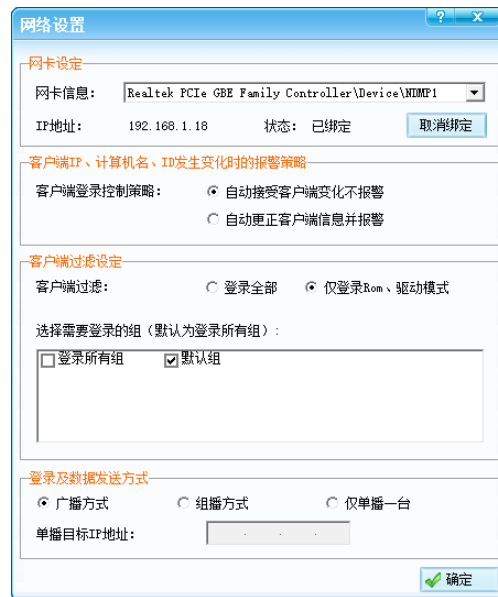 网络设置
网卡设定
网卡信息： Realtek PCIe GBE Family Controller\Device\NDMP1
IP地址： 192.168.1.18 状态： 已绑定 取消绑定
客户端IP、计算机名、ID发生变化时的报警策略
客户端登录控制策略： 自动接受客户端变化不报警
自动更正客户端信息并报警
客户端过滤设定
客户端过滤： 登录全部 仅登录Rom、驱动模式
选择需要登录的组（默认为登录所有组）：
登录所有组 默认组
登录及数据发送方式
广播方式 组播方式 仅单播一台
单播目标IP地址： . . .
确定